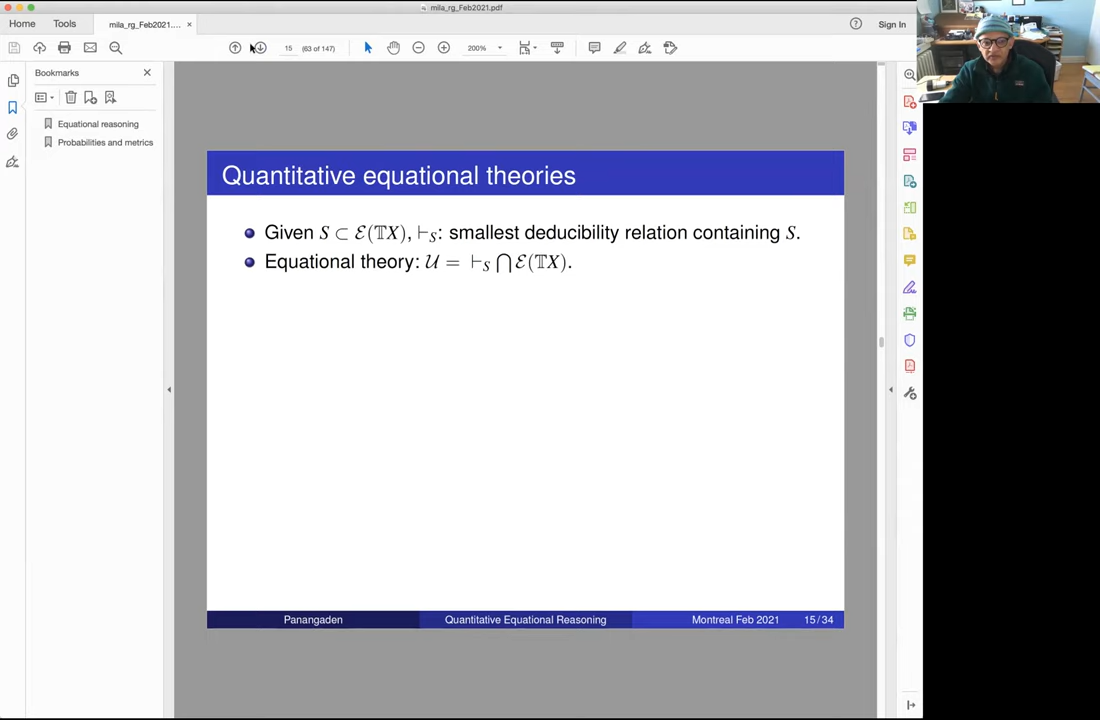 mila_rg_Feb2021.pdf
Home Tools mila_rg_Feb2021.... × Sign In
15 (63 of 147) 200%
Bookmarks
Equational reasoning
Probabilities and metrics
Quantitative equational theories
Given S ⊂ ℰ(𝕋X), ⊢_S: smallest deducibility relation containing S.
Equational theory: 𝒰 = ⊢_S ⋂ ℰ(𝕋X).
Panangaden Quantitative Equational Reasoning Montreal Feb 2021 15 / 34